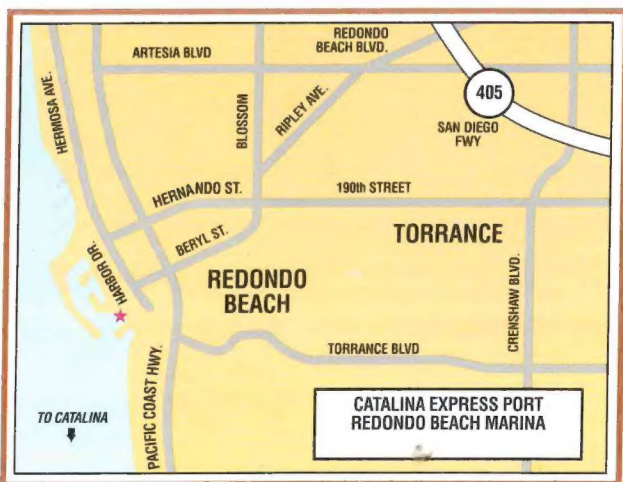 REDONDO
BEACH BLVD.
ARTESIA BLVD
HERMOSA AVE.
BLOSSOM
RIPLEY AVE.
405
SAN DIEGO
FWY
HERNANDO ST.
190th STREET
BERYL ST.
TORRANCE
HARBOR DR.
REDONDO
BEACH
CRENSHAW BLVD.
TORRANCE BLVD
PACIFIC COAST HWY.
TO CATALINA
CATALINA EXPRESS PORT
REDONDO BEACH MARINA